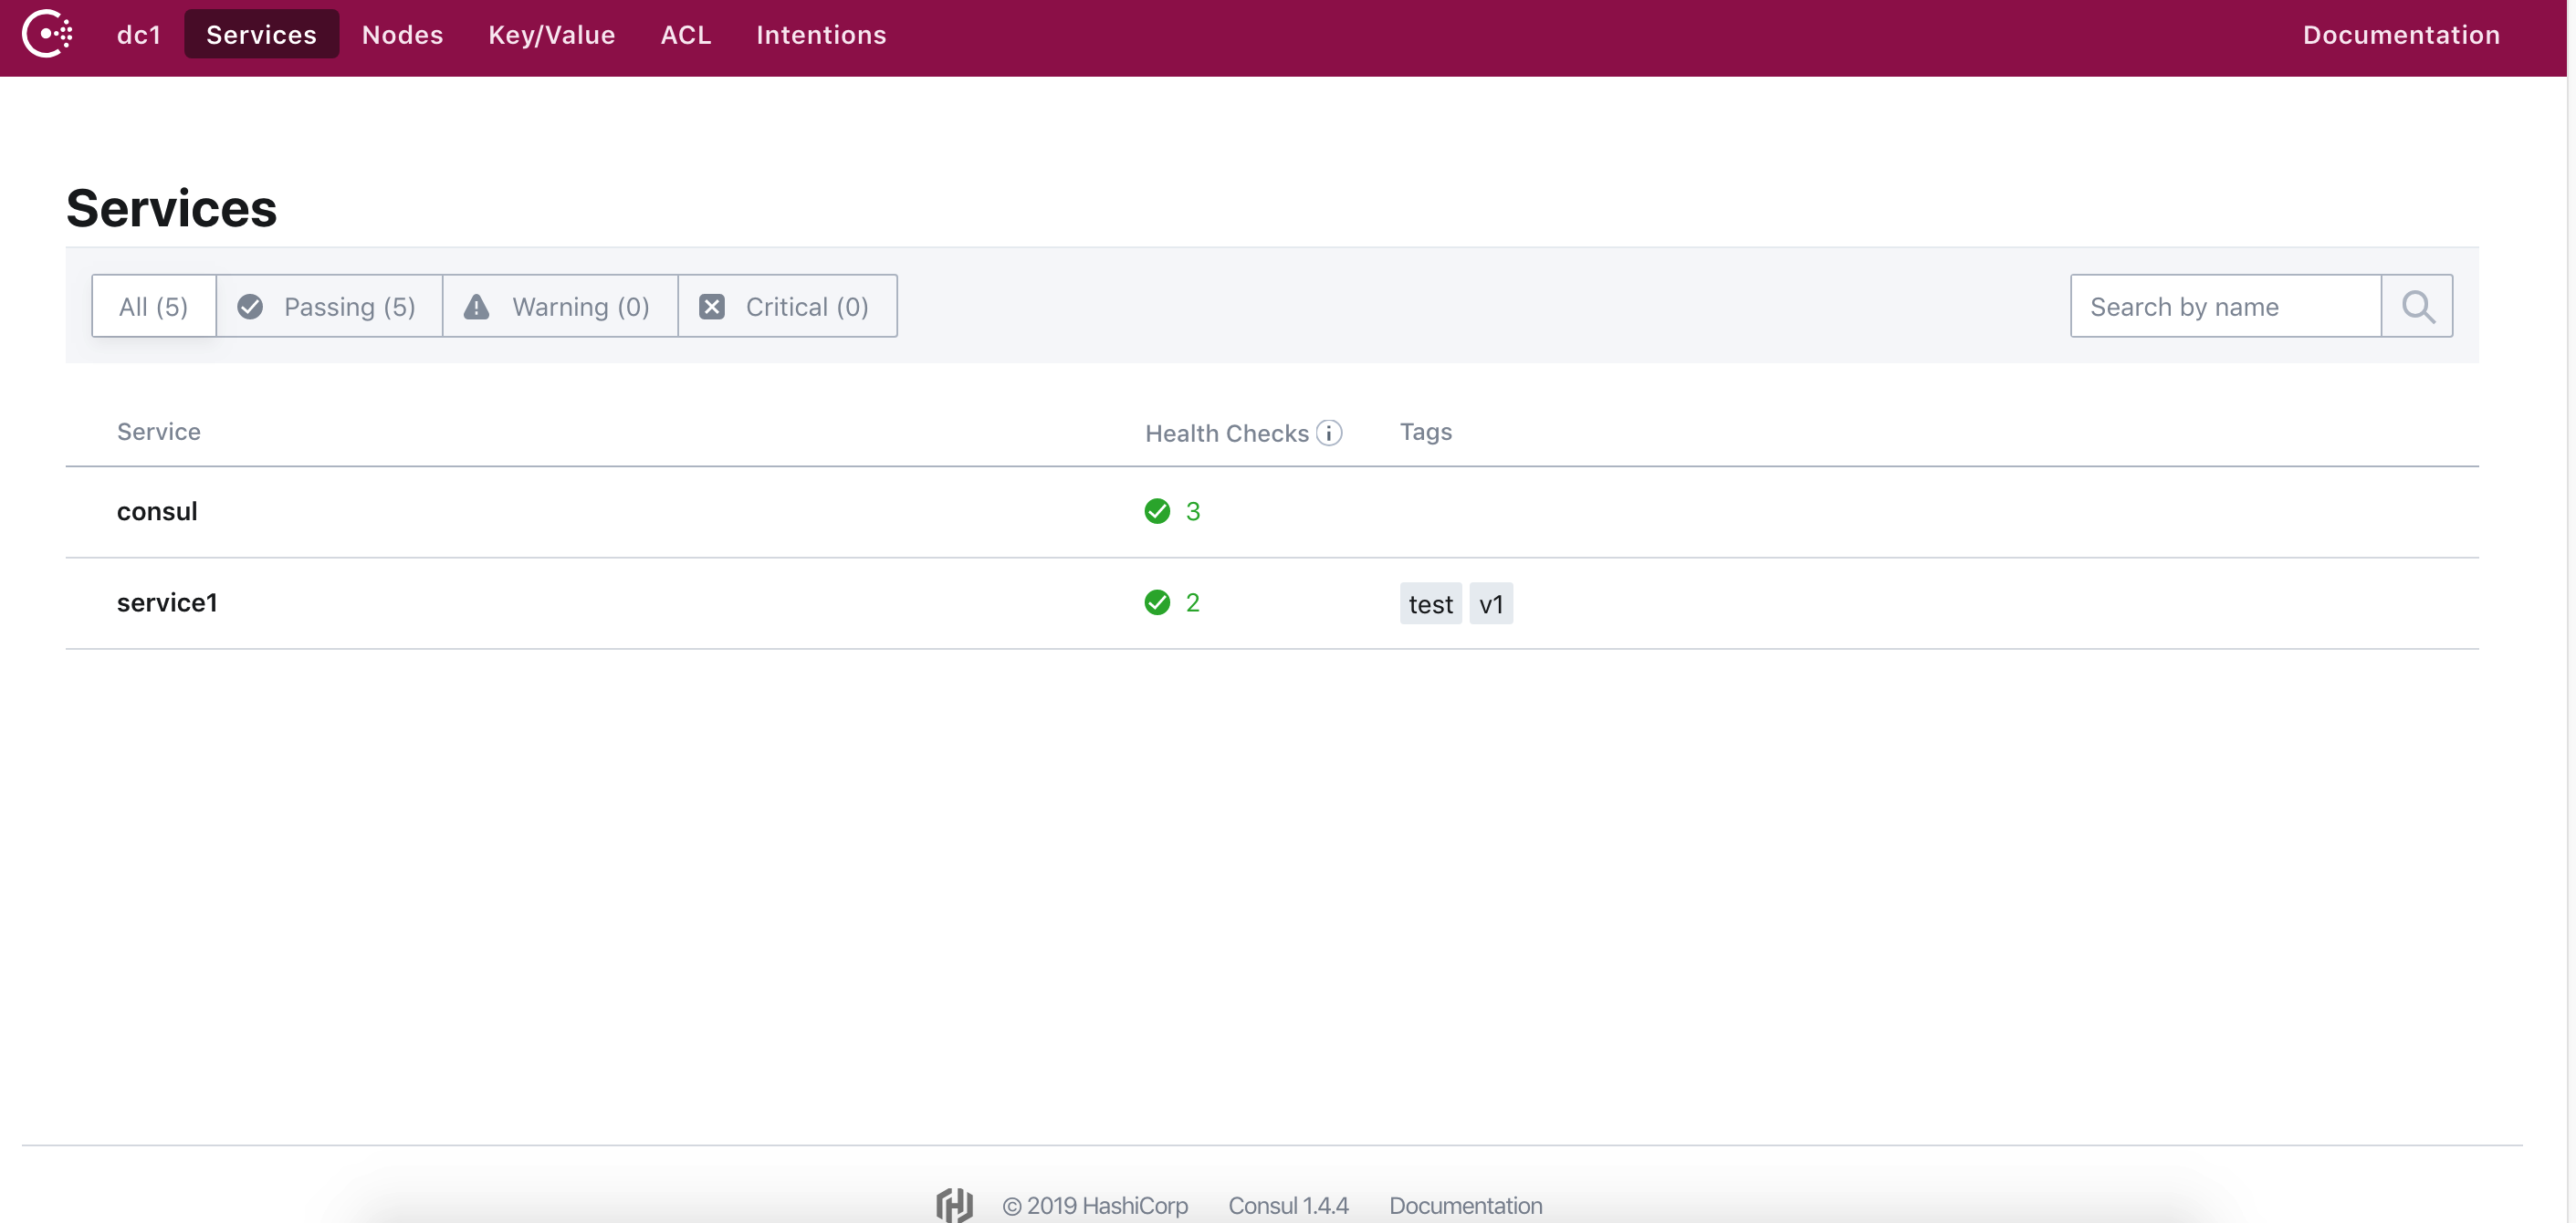 dc1 Services Nodes Key/Value ACL Intentions Documentation
Services
All (5) Passing (5) Warning (0) Critical (0) Search by name
Service Health Checks Tags
consul 3
service1 2 test v1
© 2019 HashiCorp Consul 1.4.4 Documentation